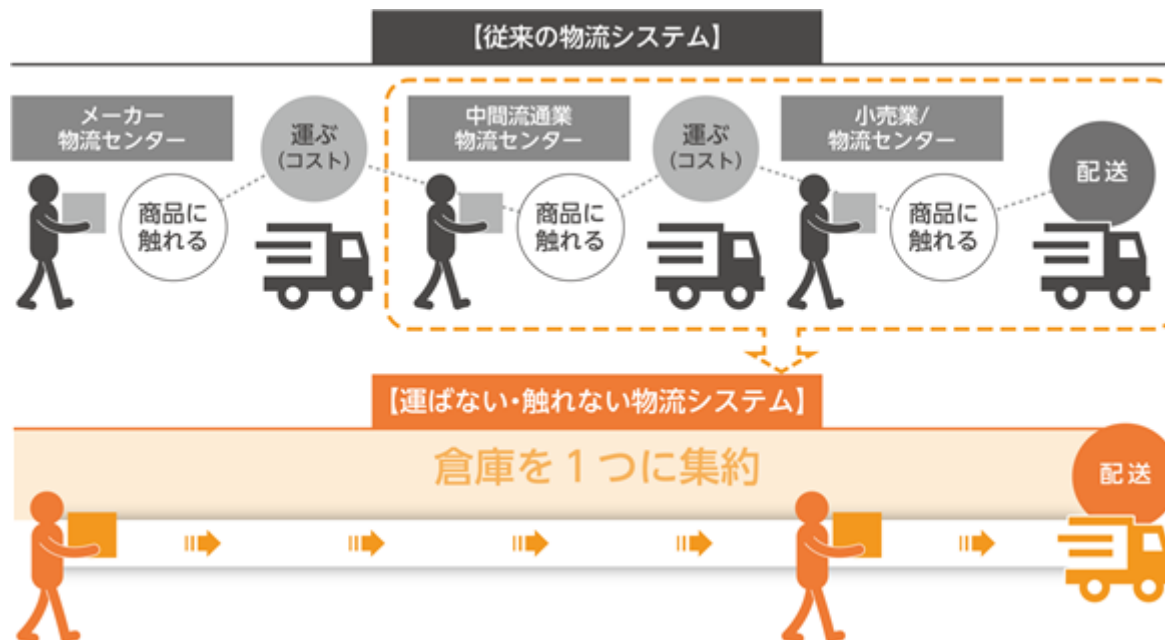 【従来の物流システム】
メーカー
物流センター
運ぶ
(コスト)
中間流通業
物流センター
運ぶ
(コスト)
小売業/
物流センター
配送
商品に
触れる
商品に
触れる
商品に
触れる
【運ばない・触れない物流システム】
倉庫を1つに集約
配送